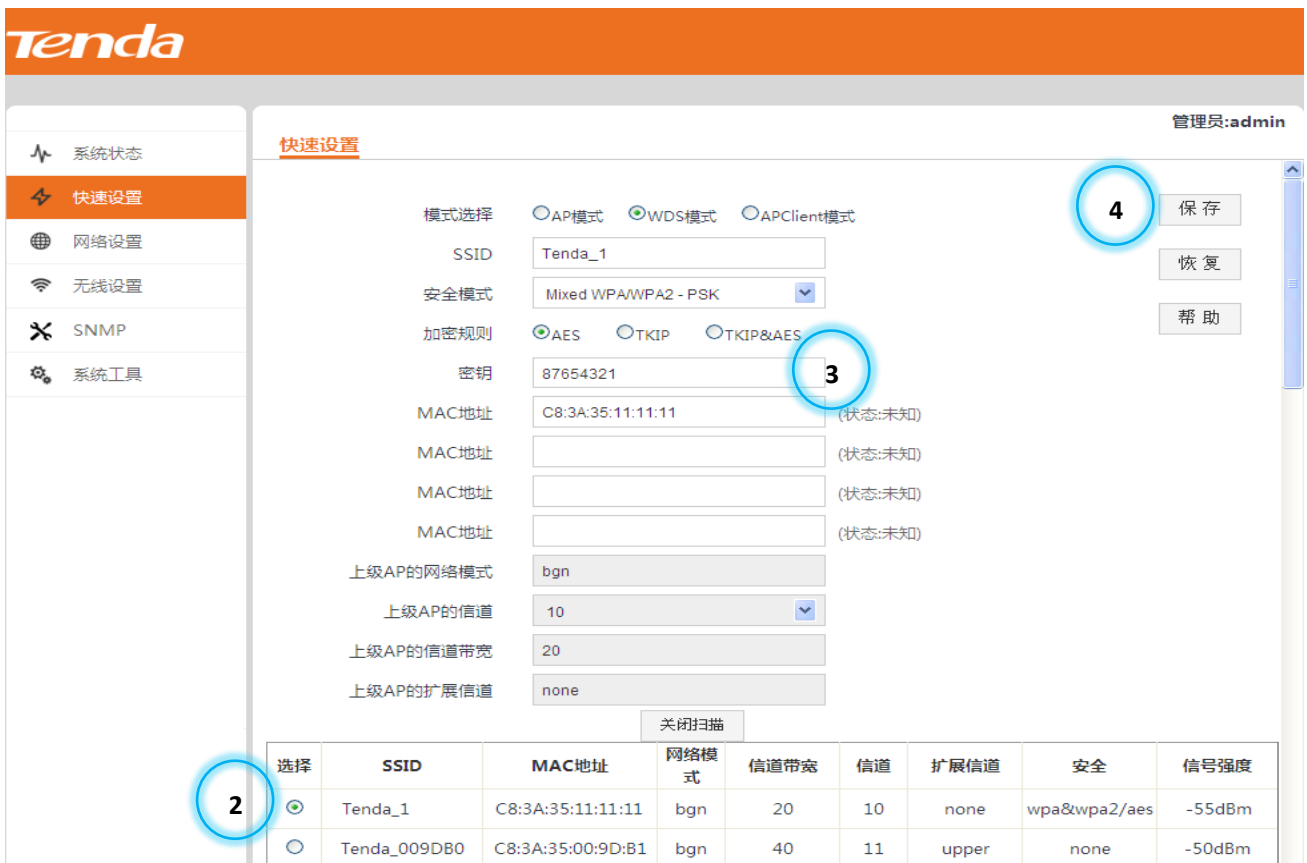 Tenda
管理员:admin
系统状态
快速设置
网络设置
无线设置
SNMP
系统工具
快速设置
模式选择 AP模式 WDS模式 APClient模式
4 保存
SSID Tenda_1
恢复
安全模式 Mixed WPA/WPA2 - PSK
帮助
加密规则 AES TKIP TKIP&AES
密钥 87654321 3
MAC地址 C8:3A:35:11:11:11 (状态:未知)
MAC地址 (状态:未知)
MAC地址 (状态:未知)
MAC地址 (状态:未知)
上级AP的网络模式 bgn
上级AP的信道 10
上级AP的信道带宽 20
上级AP的扩展信道 none
关闭扫描
选择 SSID MAC地址 网络模式 信道带宽 信道 扩展信道 安全 信号强度
2 Tenda_1 C8:3A:35:11:11:11 bgn 20 10 none wpa&wpa2/aes -55dBm
Tenda_009DB0 C8:3A:35:00:9D:B1 bgn 40 11 upper none -50dBm